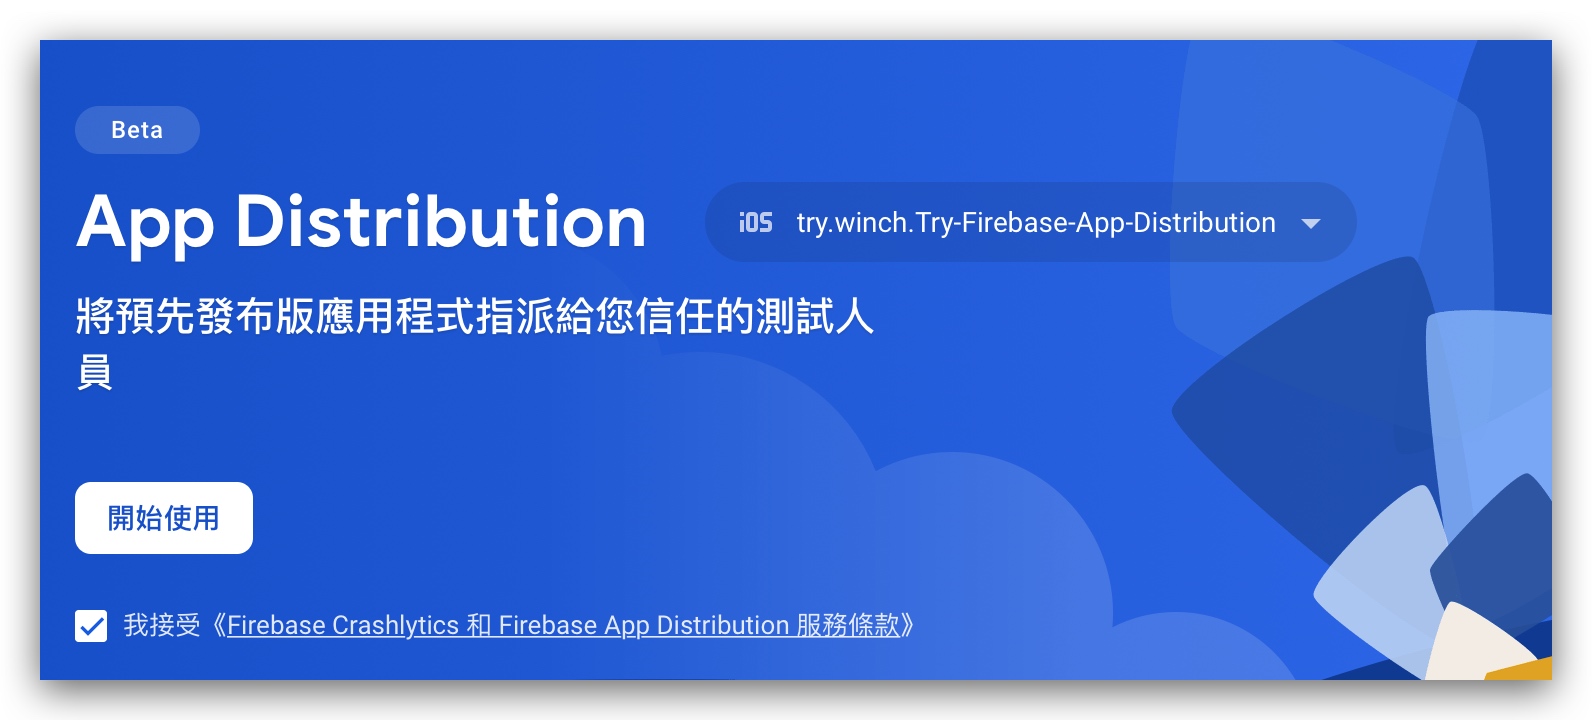 Beta
App Distribution
iOS try.winch.Try-Firebase-App-Distribution
將預先發布版應用程式指派給您信任的測試人
員
開始使用
我接受《Firebase Crashlytics 和 Firebase App Distribution 服務條款》